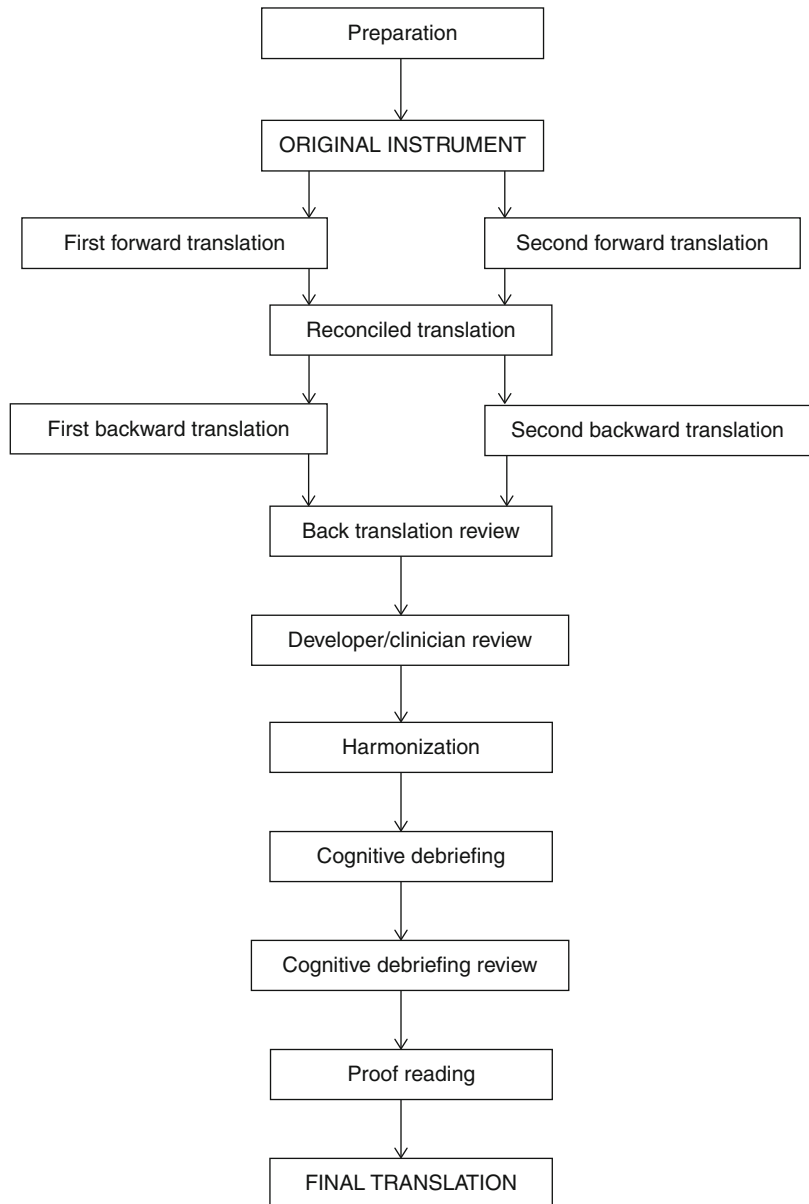 Preparation
ORIGINAL INSTRUMENT
First forward translation
Second forward translation
Reconciled translation
First backward translation
Second backward translation
Back translation review
Developer/clinician review
Harmonization
Cognitive debriefing
Cognitive debriefing review
Proof reading
FINAL TRANSLATION